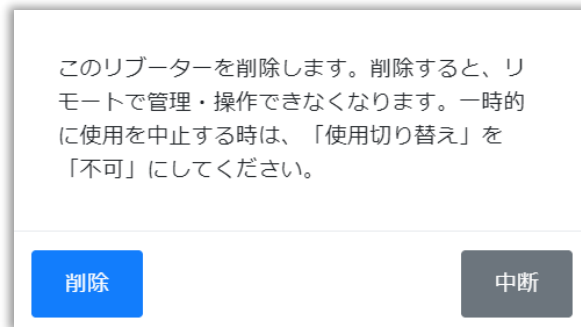 このリブーターを削除します。削除すると、リ
モートで管理・操作できなくなります。一時的
に使用を中止する時は、「使用切り替え」を
「不可」にしてください。
削除
中断